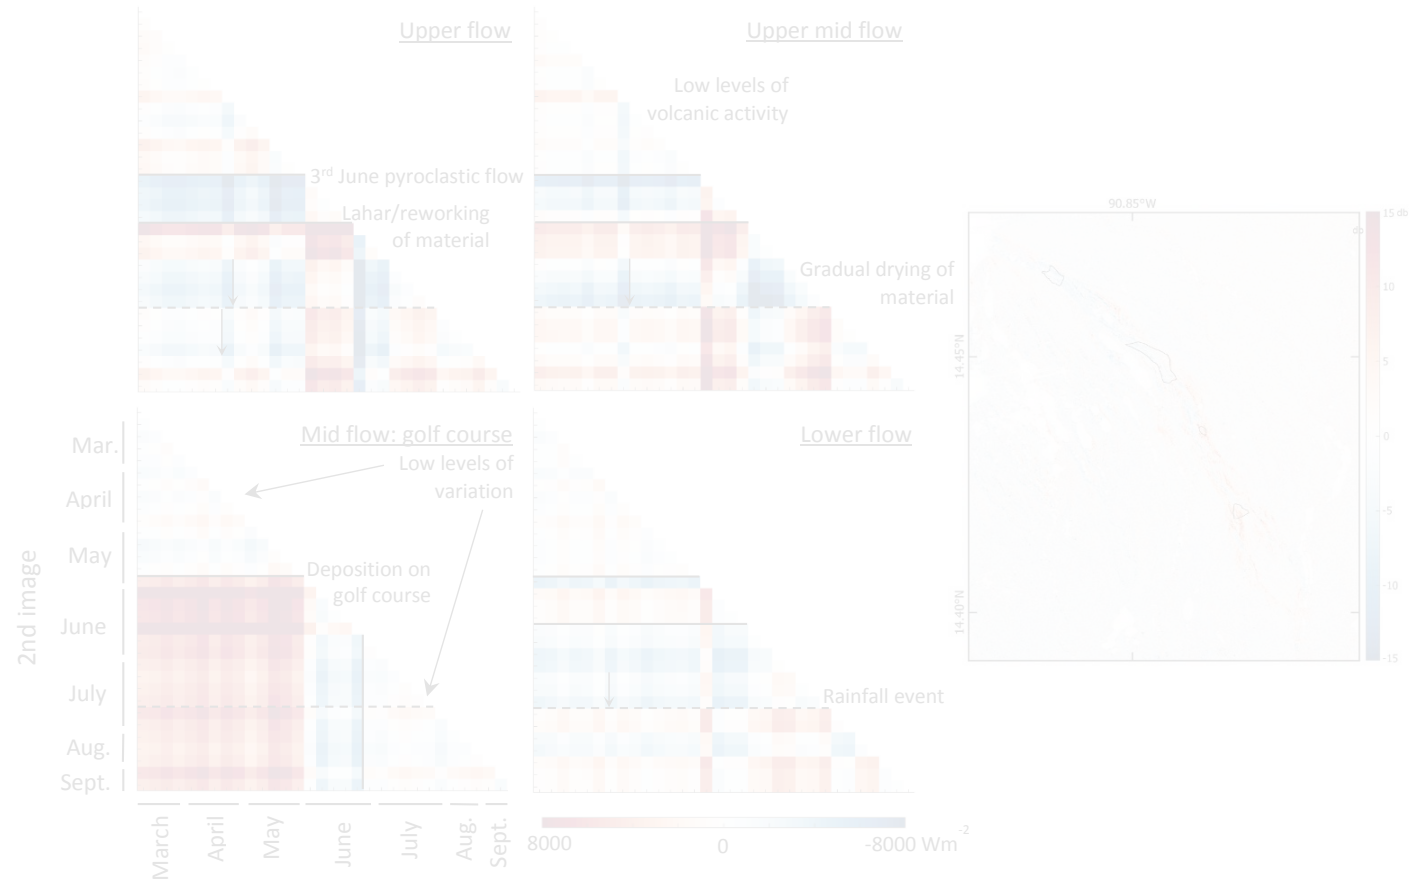 Upper flow
Upper mid flow
Low levels of
volcanic activity
3rd June pyroclastic flow
Lahar/reworking
of material
Gradual drying of
material
90.85°W
14.45°N
14.40°N
15 db
db
10
5
0
-5
-10
-15
Mid flow: golf course
Low levels of
variation
Deposition on
golf course
Lower flow
Rainfall event
2nd image
Mar.
April
May
June
July
Aug.
Sept.
March
April
May
June
July
Aug.
Sept.
8000
0
-8000 Wm-2